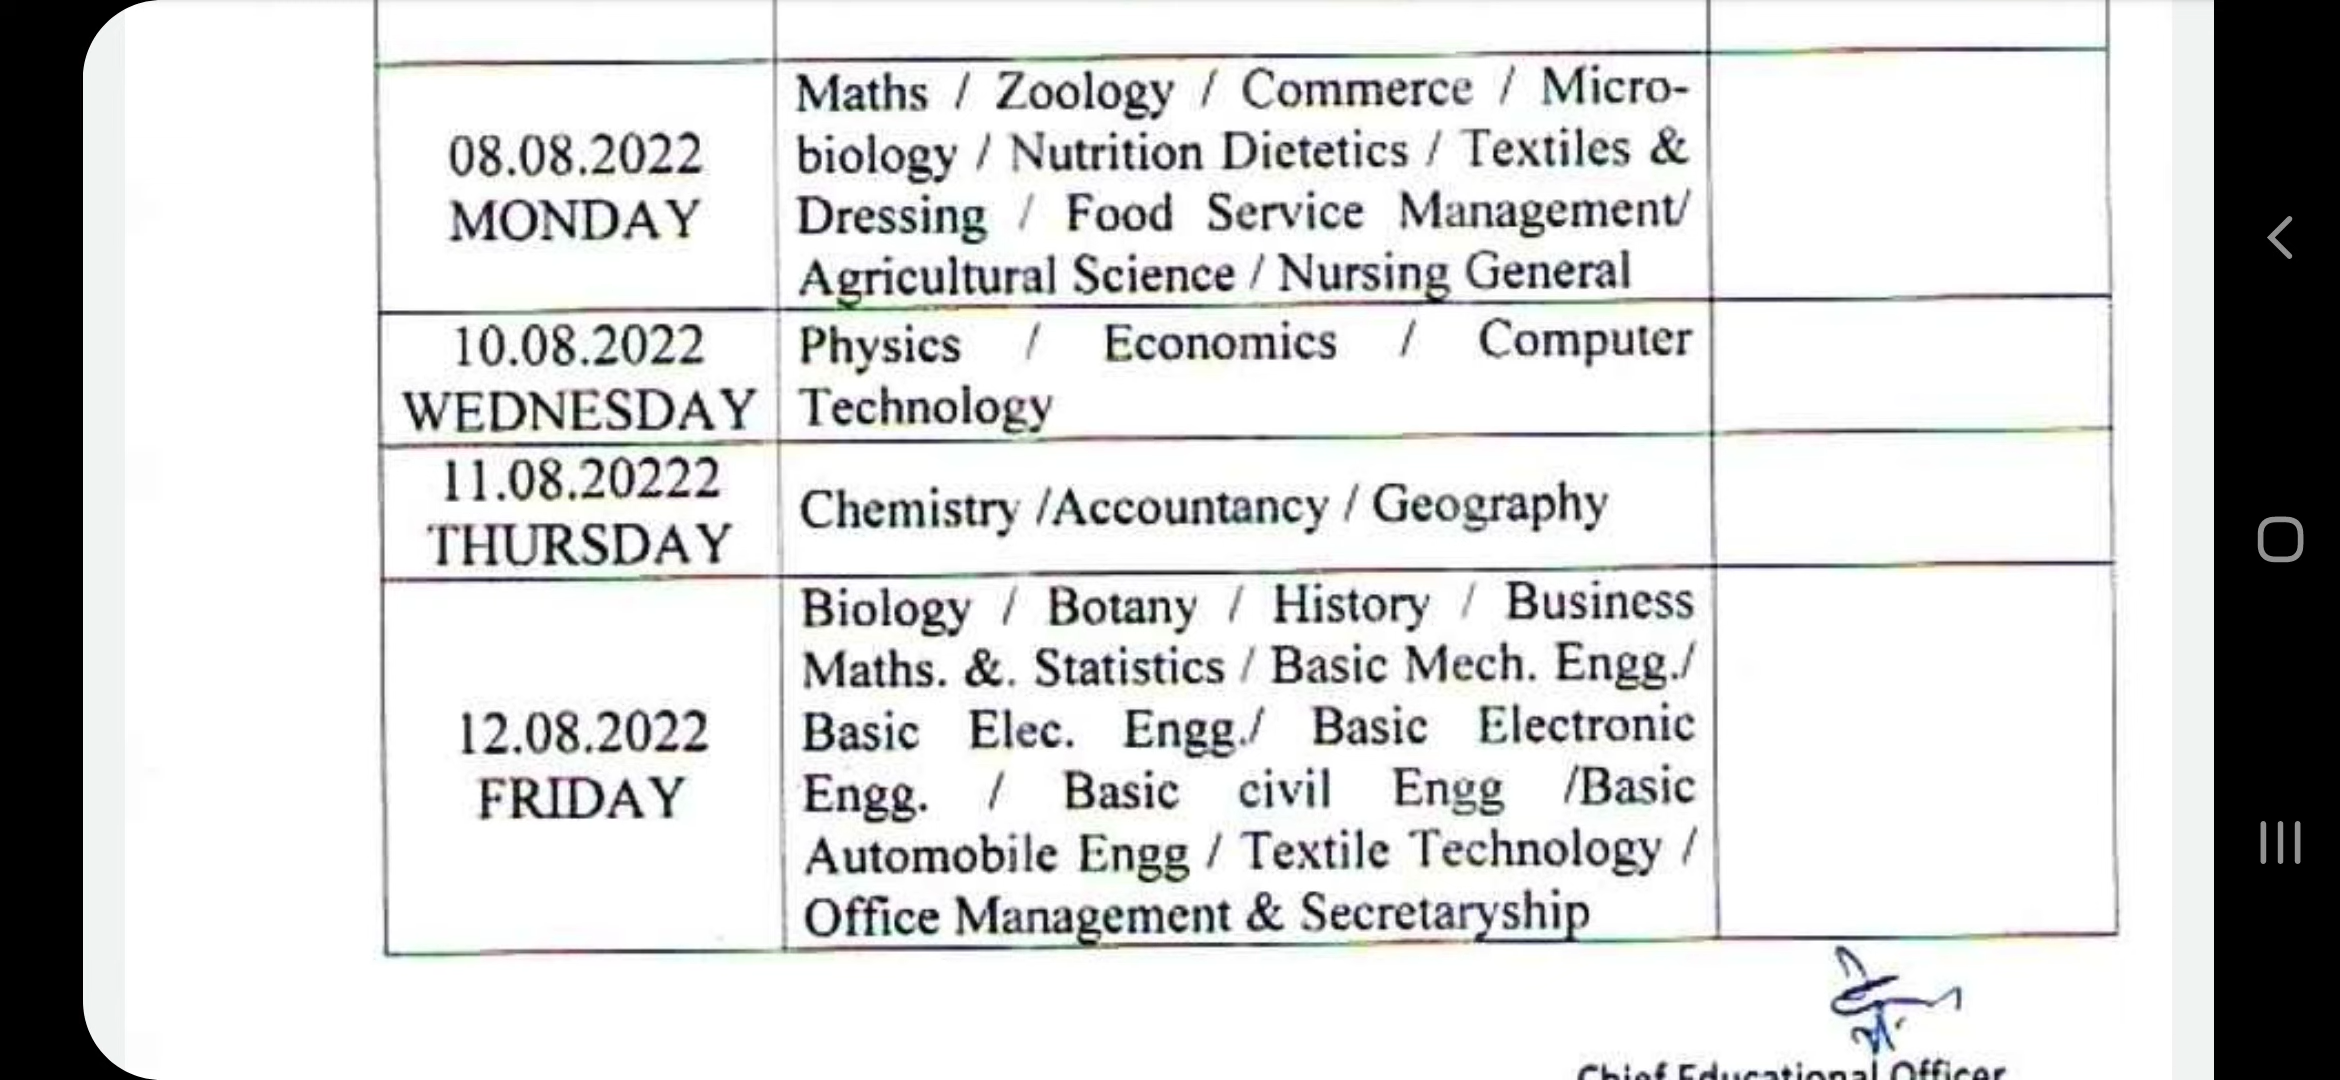 Maths / Zoology / Commerce / Micro-
08.08.2022
MONDAY
biology / Nutrition Dietetics / Textiles &
Dressing / Food Service Management/
Agricultural Science / Nursing General
10.08.2022
WEDNESDAY
Physics / Economics / Computer
Technology
11.08.20222
THURSDAY
Chemistry /Accountancy / Geography
12.08.2022
FRIDAY
Biology / Botany / History / Business
Maths. &. Statistics / Basic Mech. Engg./
Basic Elec. Engg./ Basic Electronic
Engg. / Basic civil Engg /Basic
Automobile Engg / Textile Technology /
Office Management & Secretaryship
Chief Educational Officer